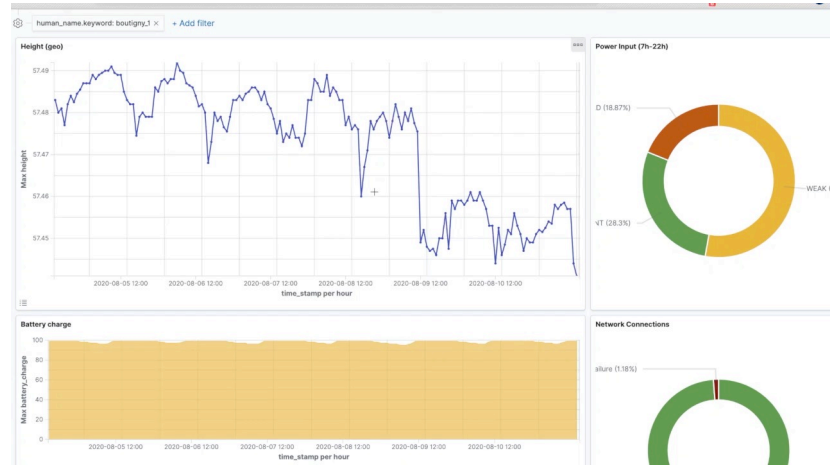 human_name.keyword: boutigny_1 × + Add filter
Height (geo)
Power Input (7h-22h)
57.49
57.48
57.47
57.46
57.45
Max height
2020-08-05 12:00 2020-08-06 12:00 2020-08-07 12:00 2020-08-08 12:00 2020-08-09 12:00 2020-08-10 12:00
time_stamp per hour
D (18.87%)
WEAK
NT (28.3%)
Battery charge
Network Connections
100
80
60
40
20
0
Max battery_charge
2020-08-05 12:00 2020-08-06 12:00 2020-08-07 12:00 2020-08-08 12:00 2020-08-09 12:00 2020-08-10 12:00
time_stamp per hour
ailure (1.18%)